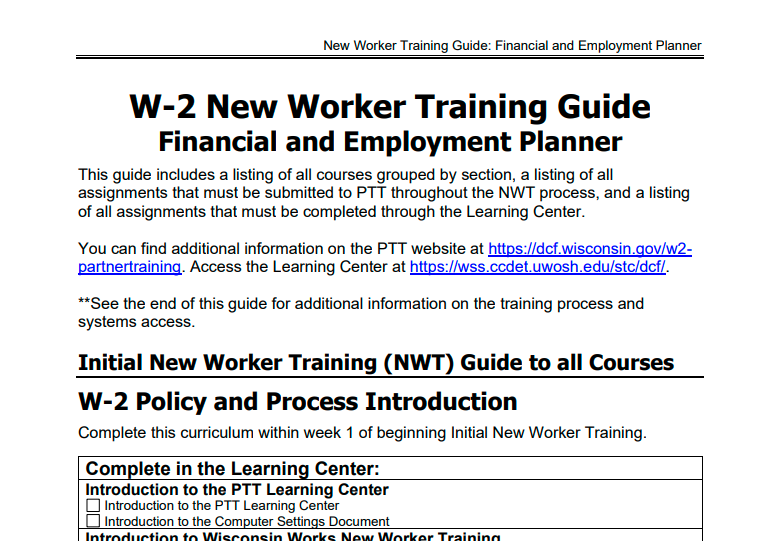 New Worker Training Guide: Financial and Employment Planner
W-2 New Worker Training Guide
Financial and Employment Planner
This guide includes a listing of all courses grouped by section, a listing of all
assignments that must be submitted to PTT throughout the NWT process, and a listing
of all assignments that must be completed through the Learning Center.
You can find additional information on the PTT website at https://dcf.wisconsin.gov/w2-
partnertraining. Access the Learning Center at https://wss.ccdet.uwosh.edu/stc/dcf/.
**See the end of this guide for additional information on the training process and
systems access.
Initial New Worker Training (NWT) Guide to all Courses
W-2 Policy and Process Introduction
Complete this curriculum within week 1 of beginning Initial New Worker Training.
Complete in the Learning Center:
Introduction to the PTT Learning Center
Introduction to the PTT Learning Center
Introduction to the Computer Settings Document
Introduction to Wisconsin Works New Worker Training